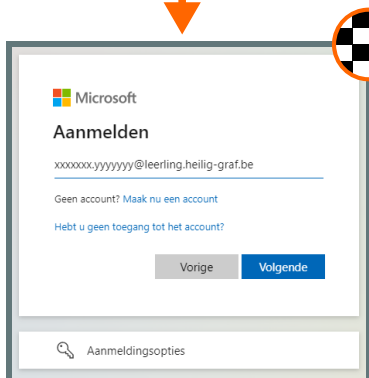 Microsoft
Aanmelden
xxxxxxx.yyyyyyy@leerling.heilig-graf.be
Geen account? Maak nu een account
Hebt u geen toegang tot het account?
Vorige Volgende
Aanmeldingsopties